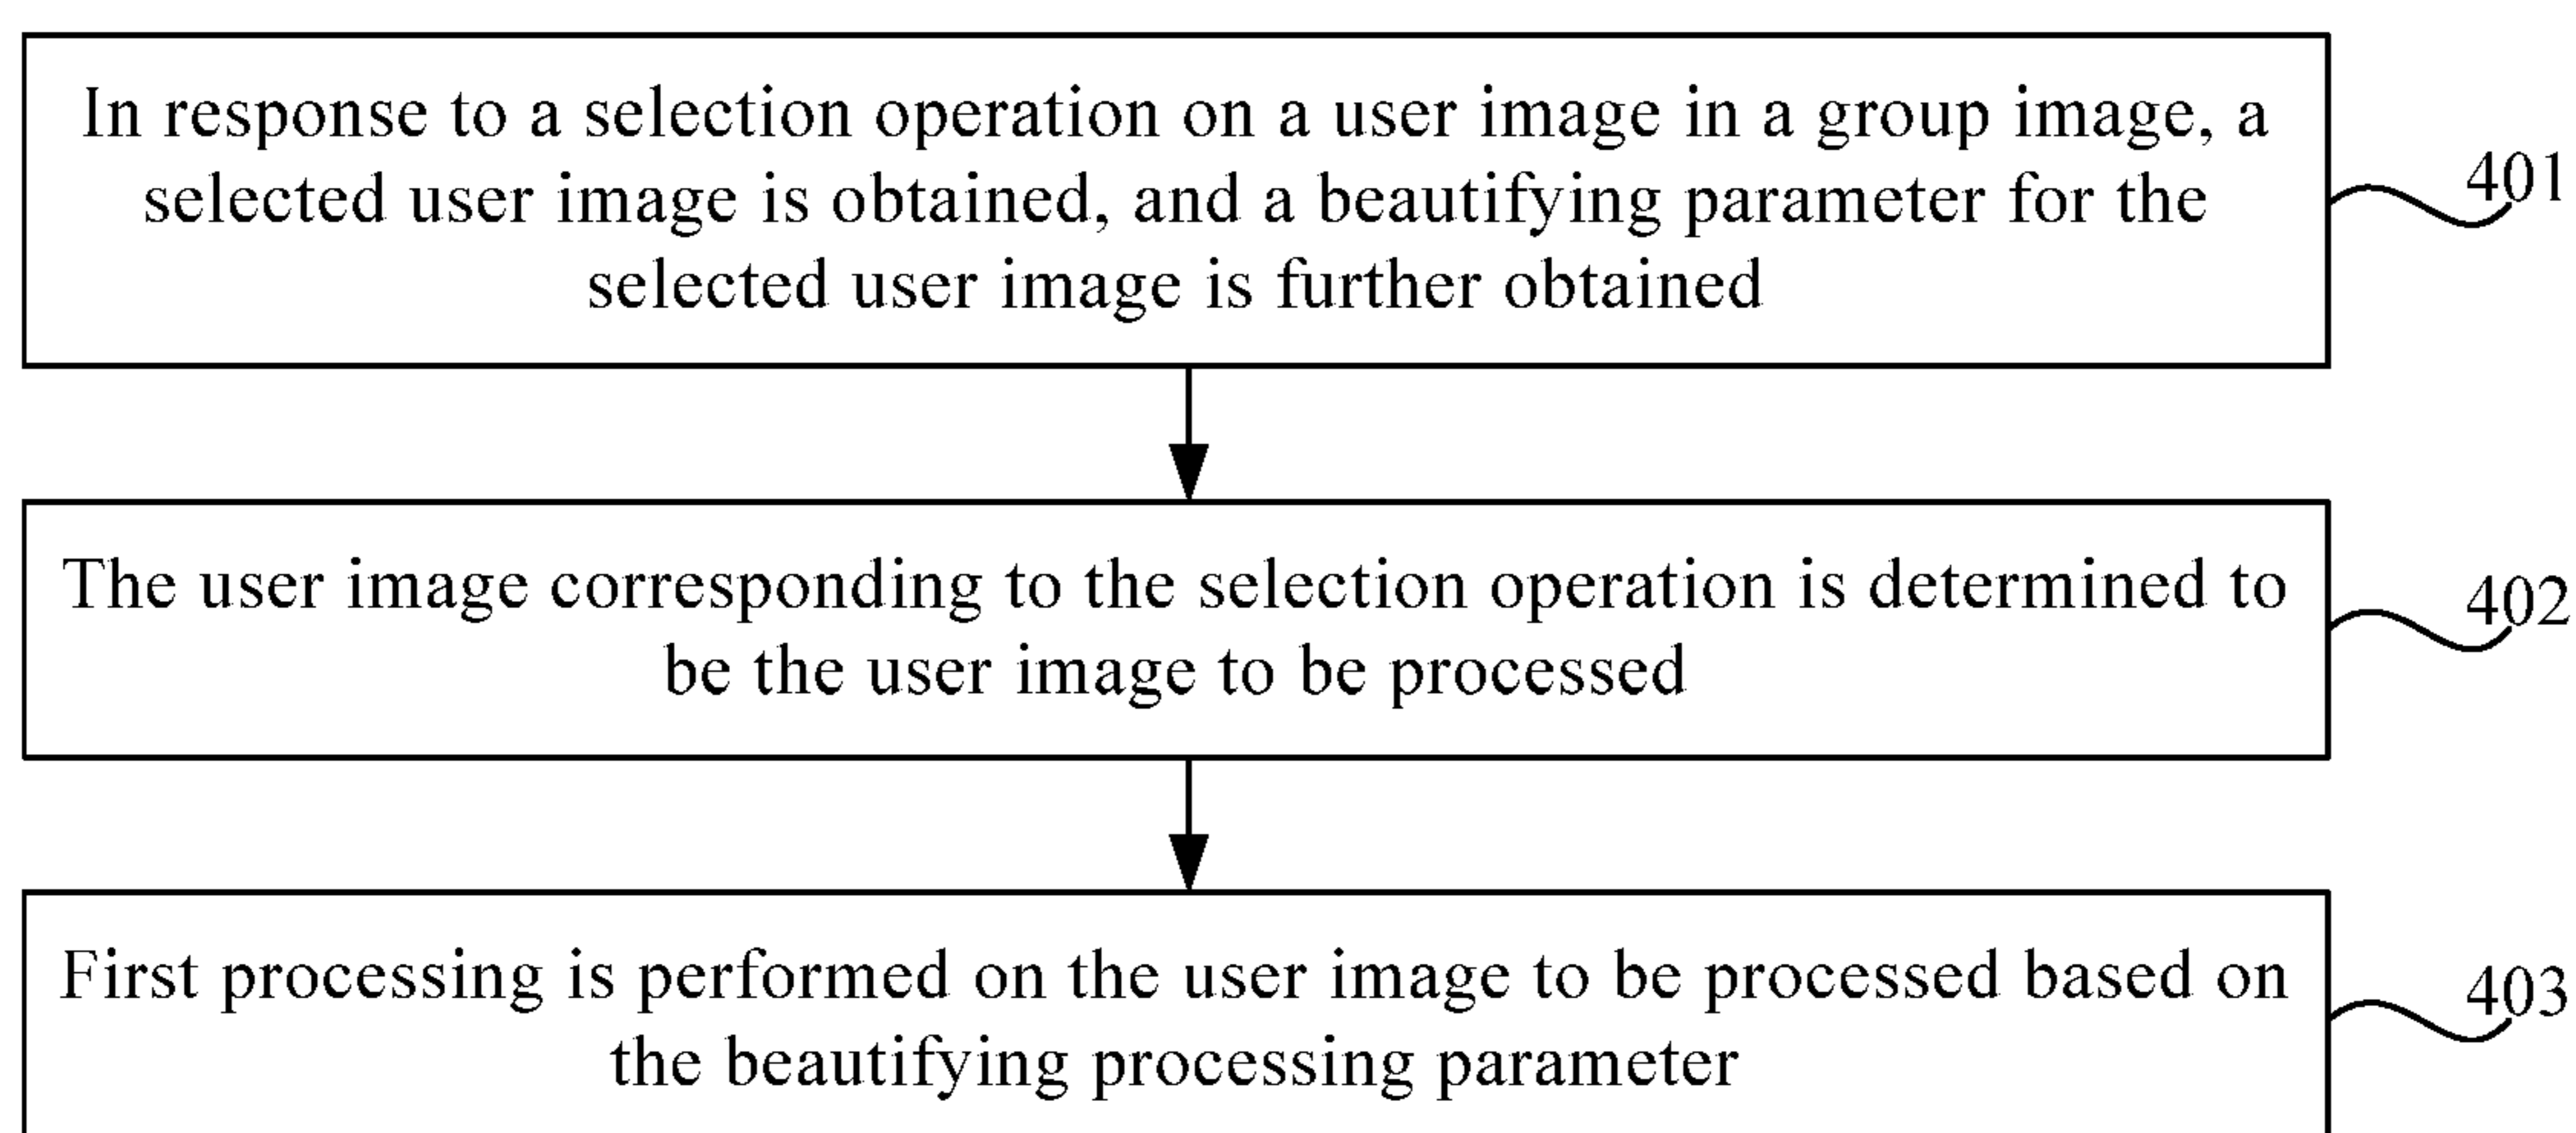 In response to a selection operation on a user image in a group image, a
selected user image is obtained, and a beautifying parameter for the
selected user image is further obtained
401
The user image corresponding to the selection operation is determined to
be the user image to be processed
402
First processing is performed on the user image to be processed based on
the beautifying processing parameter
403